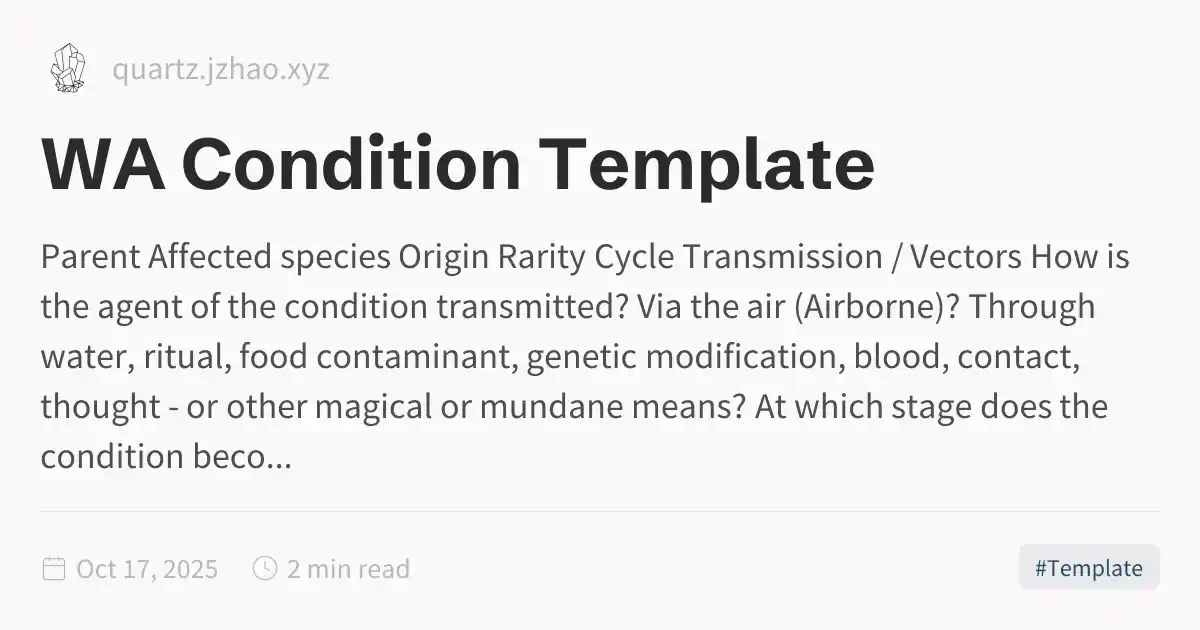 quartz.jzhao.xyz
WA Condition Template
Parent Affected species Origin Rarity Cycle Transmission / Vectors How is
the agent of the condition transmitted? Via the air (Airborne)? Through
water, ritual, food contaminant, genetic modification, blood, contact,
thought - or other magical or mundane means? At which stage does the
condition beco...
Oct 17, 2025 2 min read #Template